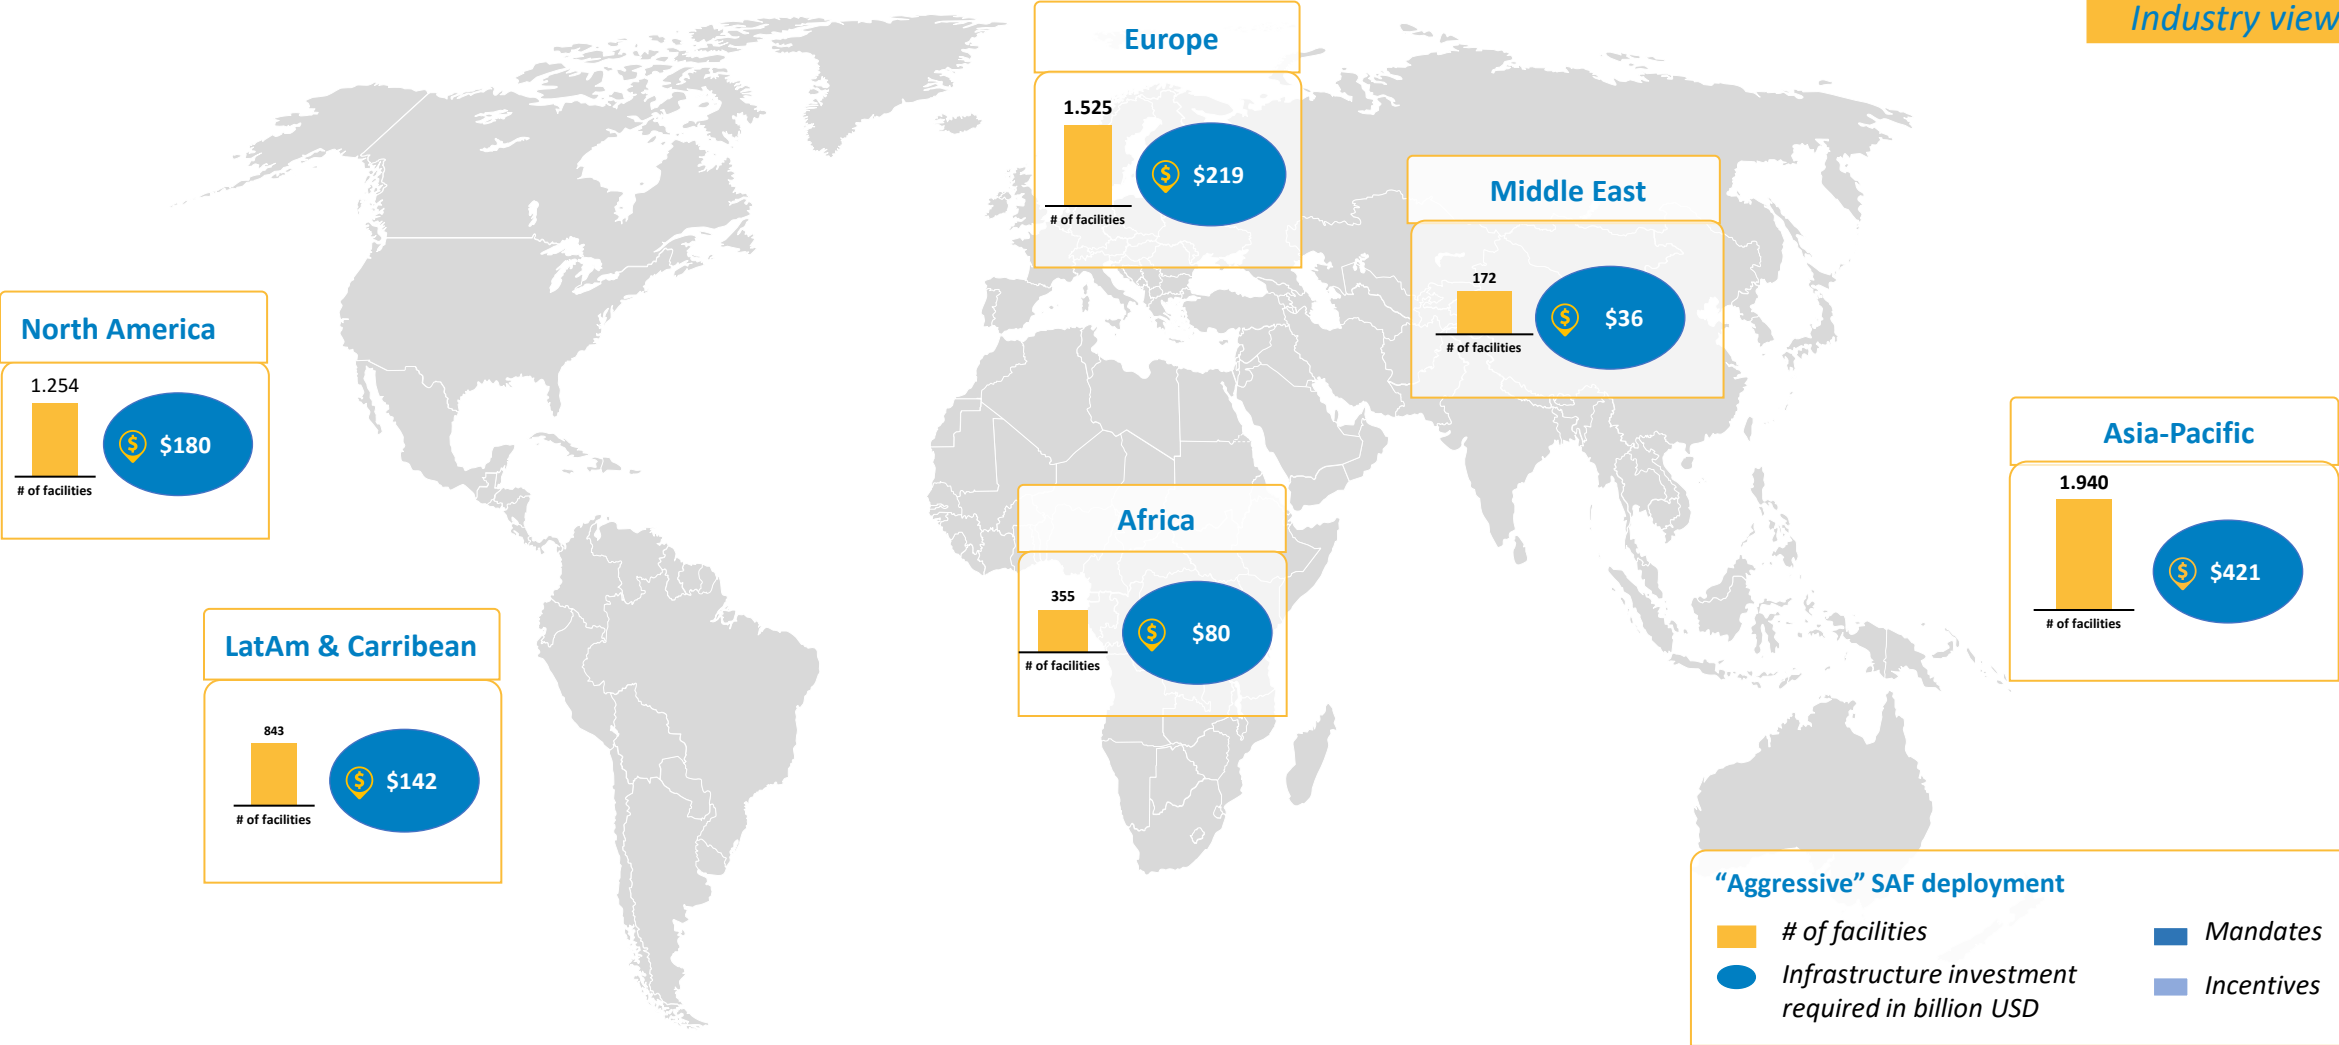 Industry view
Europe
1.525
$ $219
# of facilities
Middle East
172
$ $36
# of facilities
North America
1.254
$ $180
# of facilities
Asia-Pacific
1.940
$ $421
# of facilities
Africa
355
$ $80
# of facilities
LatAm & Carribean
843
$ $142
# of facilities
“Aggressive” SAF deployment
# of facilities
Infrastructure investment
required in billion USD
Mandates
Incentives